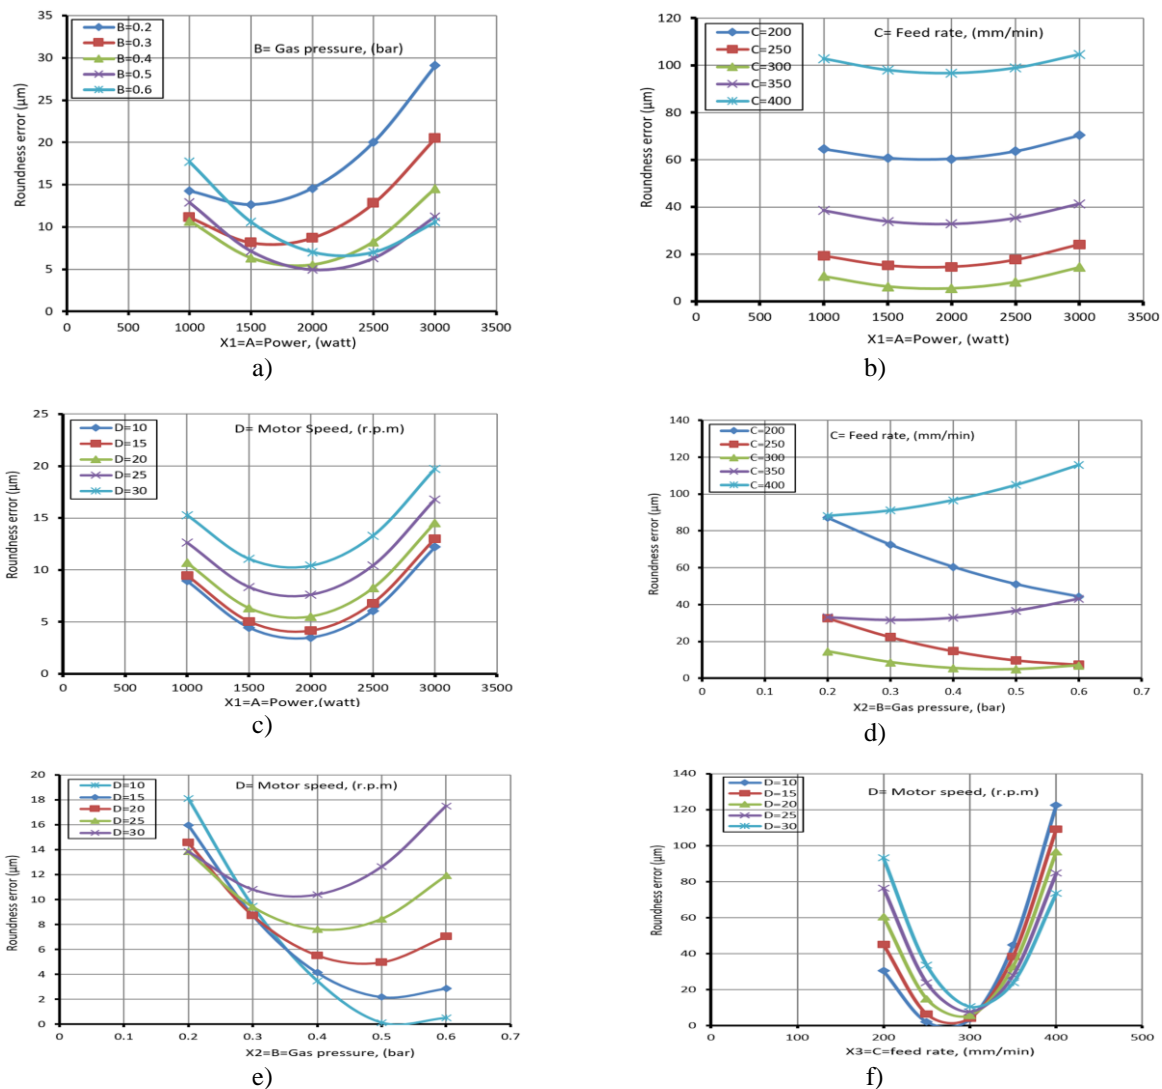 B=0.2
B=0.3
B=0.4
B=0.5
B=0.6
B= Gas pressure, (bar)
Roundness error (µm)
35
30
25
20
15
10
5
0
0 500 1000 1500 2000 2500 3000 3500
X1=A=Power, (watt)
a)
C=200
C=250
C=300
C=350
C=400
C= Feed rate, (mm/min)
Roundness error (µm)
120
100
80
60
40
20
0
0 500 1000 1500 2000 2500 3000 3500
X1=A=Power, (watt)
b)
D=10
D=15
D=20
D=25
D=30
D= Motor Speed, (r.p.m)
Roundness error (µm)
25
20
15
10
5
0
0 500 1000 1500 2000 2500 3000 3500
X1=A=Power,(watt)
c)
C=200
C=250
C=300
C=350
C=400
C= Feed rate, (mm/min)
Roundness error (µm)
140
120
100
80
60
40
20
0
0 0.1 0.2 0.3 0.4 0.5 0.6 0.7
X2=B=Gas pressure, (bar)
d)
D=10
D=15
D=20
D=25
D=30
D= Motor speed, (r.p.m)
Roundness error (µm)
20
18
16
14
12
10
8
6
4
2
0
0.0 0.1 0.2 0.3 0.4 0.5 0.6 0.7
X2=B=Gas pressure, (bar)
e)
D=10
D=15
D=20
D=25
D=30
D= Motor speed, (r.p.m)
Roundness error (µm)
140
120
100
80
60
40
20
0
0 100 200 300 400 500
X3=C=feed rate, (mm/min)
f)